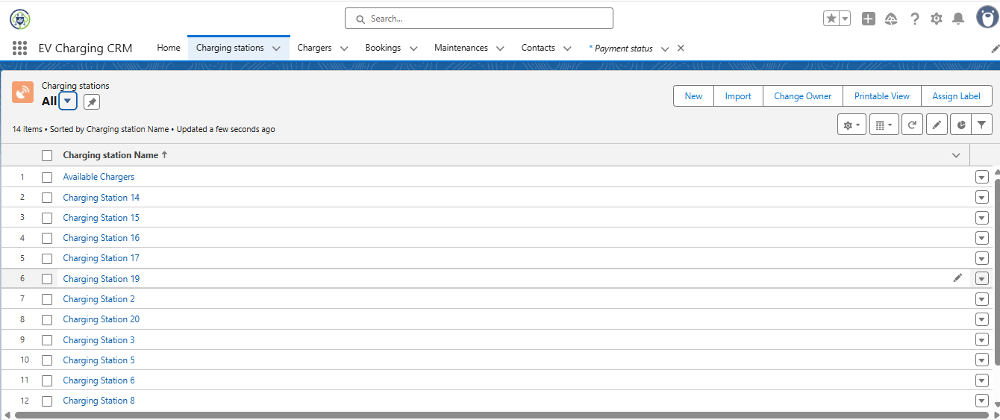 Search...
EV Charging CRM Home Charging stations Chargers Bookings Maintenances Contacts * Payment status
Charging stations
All
New Import Change Owner Printable View Assign Label
14 items • Sorted by Charging station Name • Updated a few seconds ago
Charging station Name
1 Available Chargers
2 Charging Station 14
3 Charging Station 15
4 Charging Station 16
5 Charging Station 17
6 Charging Station 19
7 Charging Station 2
8 Charging Station 20
9 Charging Station 3
10 Charging Station 5
11 Charging Station 6
12 Charging Station 8